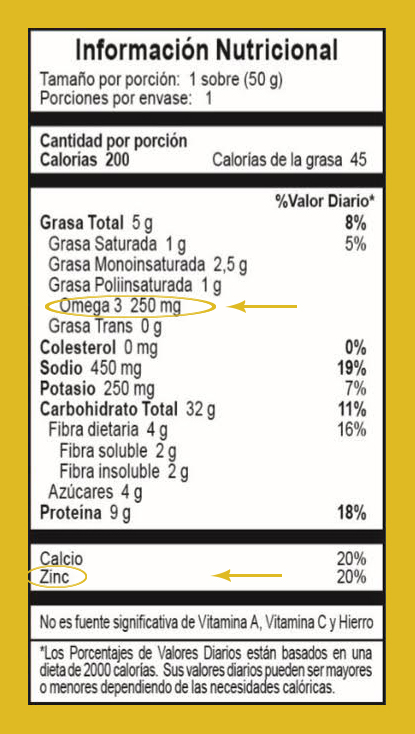 Información Nutricional
Tamaño por porción: 1 sobre (50 g)
Porciones por envase: 1
Cantidad por porción
Calorías 200 Calorías de la grasa 45
%Valor Diario*
Grasa Total 5 g 8%
Grasa Saturada 1 g 5%
Grasa Monoinsaturada 2,5 g
Grasa Poliinsaturada 1 g
Omega 3 250 mg
Grasa Trans 0 g
Colesterol 0 mg 0%
Sodio 450 mg 19%
Potasio 250 mg 7%
Carbohidrato Total 32 g 11%
Fibra dietaria 4 g 16%
Fibra soluble 2 g
Fibra insoluble 2 g
Azúcares 4 g
Proteína 9 g 18%
Calcio 20%
Zinc 20%
No es fuente significativa de Vitamina A, Vitamina C y Hierro
*Los Porcentajes de Valores Diarios están basados en una
dieta de 2000 calorías. Sus valores diarios pueden ser mayores
o menores dependiendo de las necesidades calóricas.